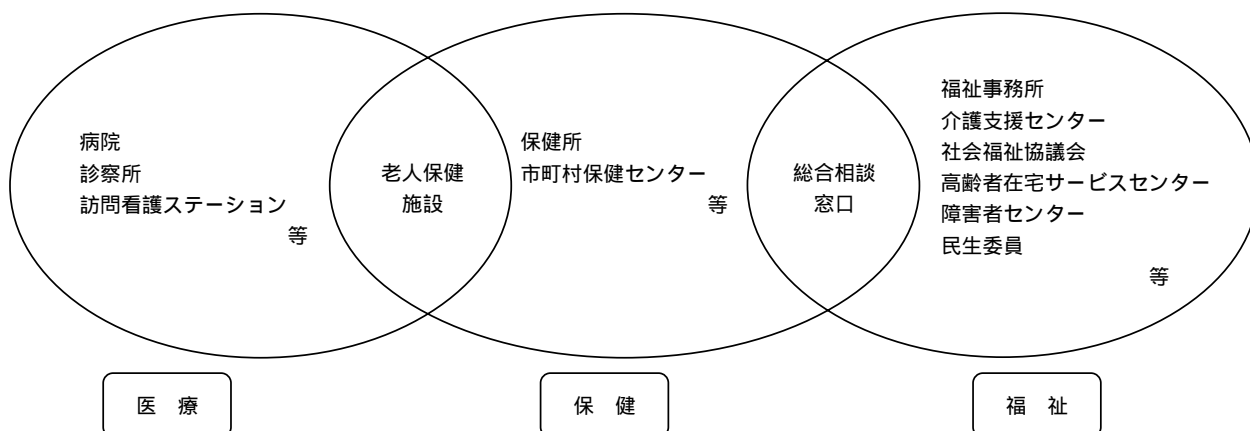 病院
診察所
訪問看護ステーション
等
老人保健
施設
保健所
市町村保健センター
等
総合相談
窓口
福祉事務所
介護支援センター
社会福祉協議会
高齢者在宅サービスセンター
障害者センター
民生委員
等
医　療
保　健
福　祉